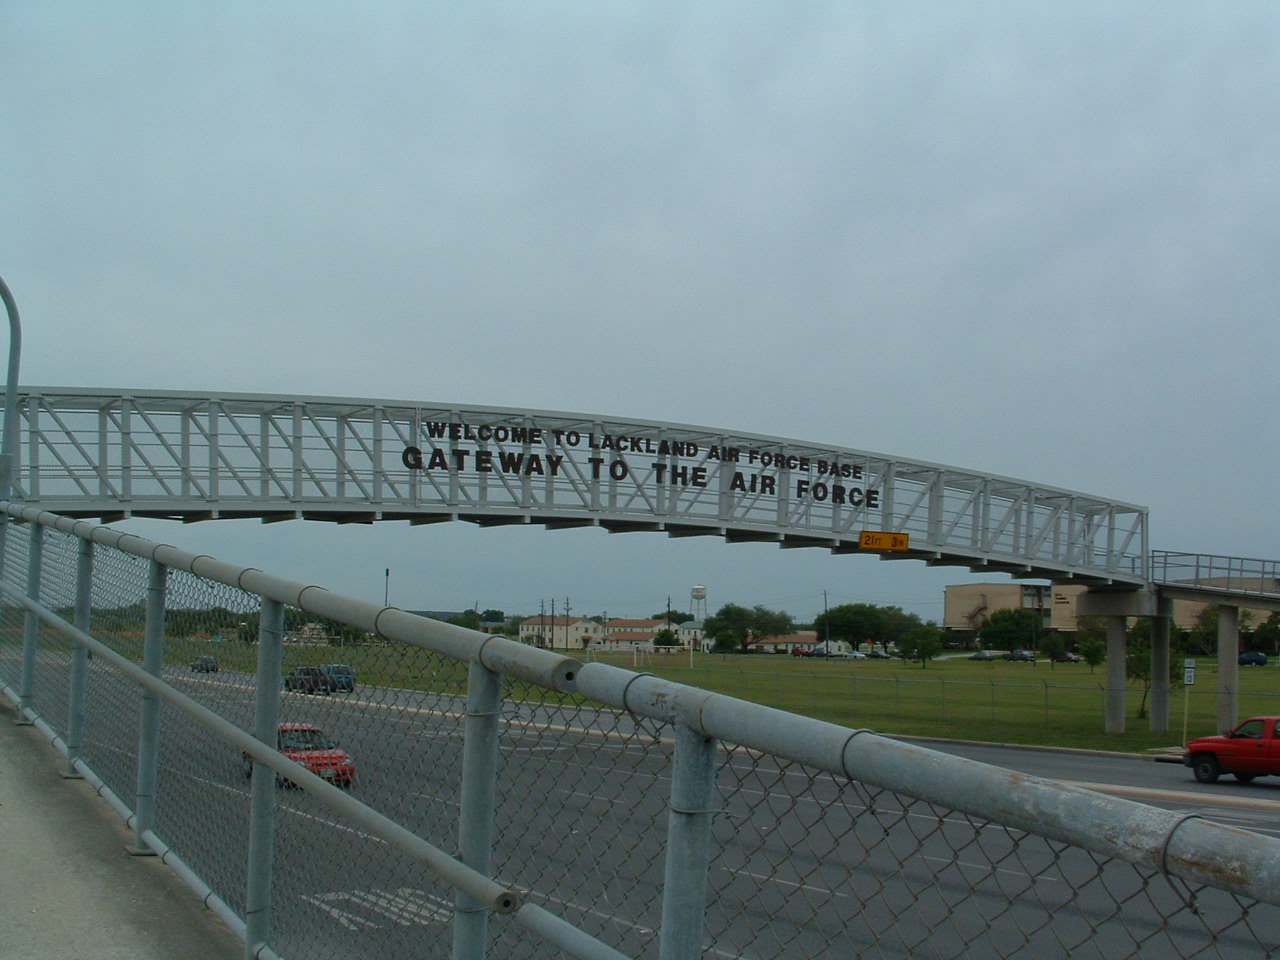 WELCOME TO LACKLAND AIR FORCE BASE
GATEWAY TO THE AIR FORCE
21FT 3IN